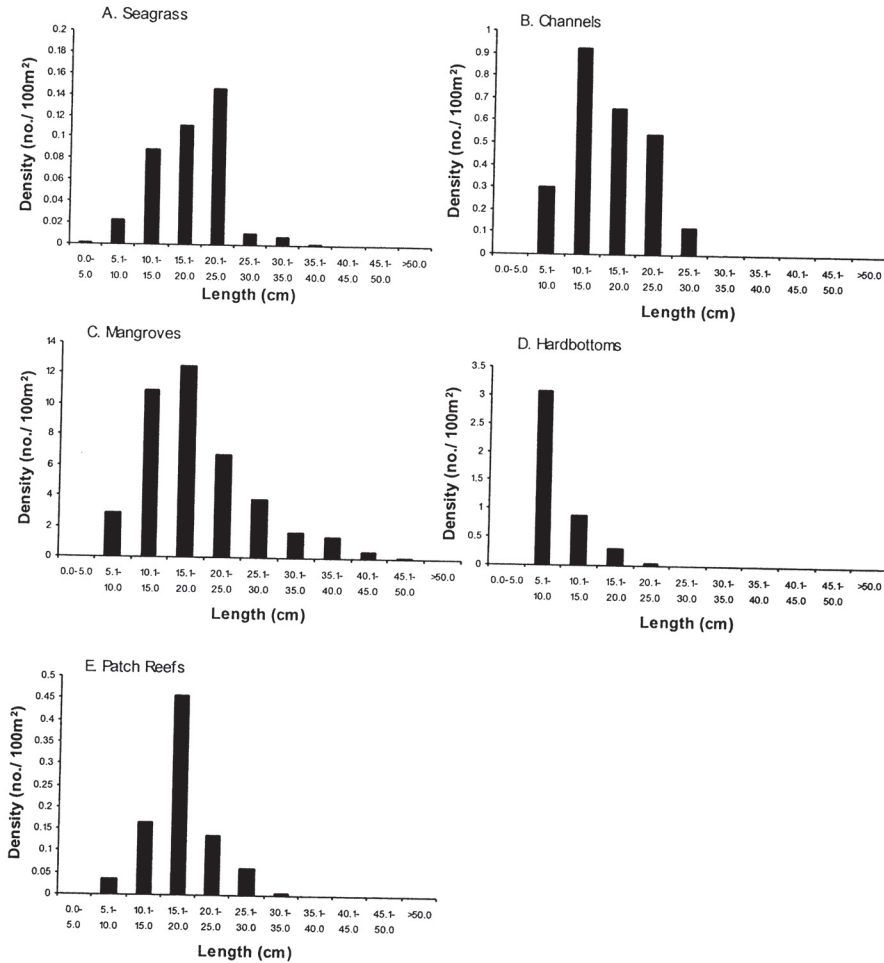 A. Seagrass
Density (no./ 100m²)
0.2
0.18
0.16
0.14
0.12
0.1
0.08
0.06
0.04
0.02
0
0.0- 5.1- 10.1- 15.1- 20.1- 25.1- 30.1- 35.1- 40.1- 45.1- >50.0
5.0 10.0 15.0 20.0 25.0 30.0 35.0 40.0 45.0 50.0
Length (cm)
B. Channels
Density (no./ 100m²)
1
0.9
0.8
0.7
0.6
0.5
0.4
0.3
0.2
0.1
0
0.0-5.0 5.1- 10.1- 15.1- 20.1- 25.1- 30.1- 35.1- 40.1- 45.1- >50.0
10.0 15.0 20.0 25.0 30.0 35.0 40.0 45.0 50.0
Length (cm)
C. Mangroves
Density (no./ 100m²)
14
12
10
8
6
4
2
0
0.0-5.0 5.1- 10.1- 15.1- 20.1- 25.1- 30.1- 35.1- 40.1- 45.1- >50.0
10.0 15.0 20.0 25.0 30.0 35.0 40.0 45.0 50.0
Length (cm)
D. Hardbottoms
Density (no./ 100m²)
3.5
3
2.5
2
1.5
1
0.5
0
0.0-5.0 5.1- 10.1- 15.1- 20.1- 25.1- 30.1- 35.1- 40.1- 45.1- >50.0
10.0 15.0 20.0 25.0 30.0 35.0 40.0 45.0 50.0
Length (cm)
E. Patch Reefs
Density (no./ 100m²)
0.5
0.45
0.4
0.35
0.3
0.25
0.2
0.15
0.1
0.05
0
0.0- 5.1- 10.1- 15.1- 20.1- 25.1- 30.1- 35.1- 40.1- 45.1- >50.0
5.0 10.0 15.0 20.0 25.0 30.0 35.0 40.0 45.0 50.0
Length (cm)